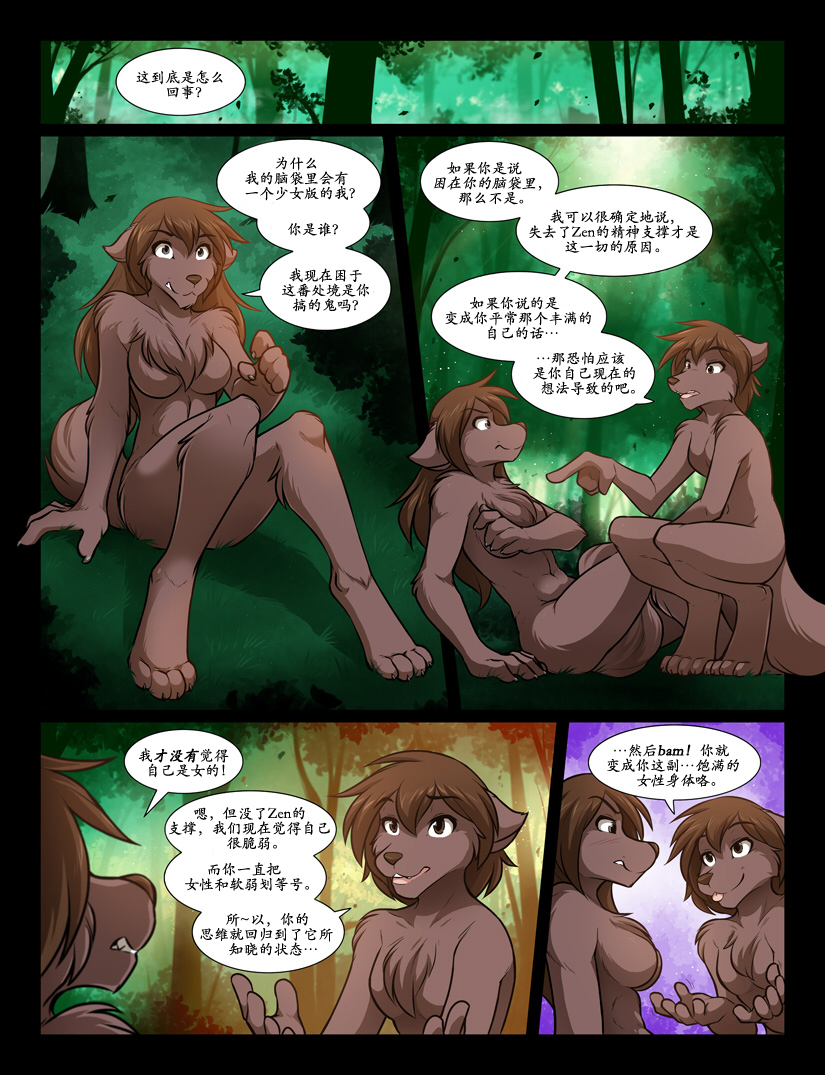 这到底是怎么
回事？
为什么
我的脑袋里会有
一个少女版的我？
你是谁？
我现在困于
这番处境是你
搞的鬼吗？
如果你是说
困在你的脑袋里，
那么不是。
我可以很确定地说，
失去了Zen的精神支撑才是
这一切的原因。
如果你说的是
变成你平常那个丰满的
自己的话…
…那恐怕应该
是你自己现在的
想法导致的吧。
我才没有觉得
自己是女的！
嗯，但没了Zen的
支撑，我们现在觉得自己
很脆弱。
而你一直把
女性和软弱划等号。
所~以，你的
思维就回归到了它所
知晓的状态…
…然后bam！你就
变成你这副…饱满的
女性身体咯。